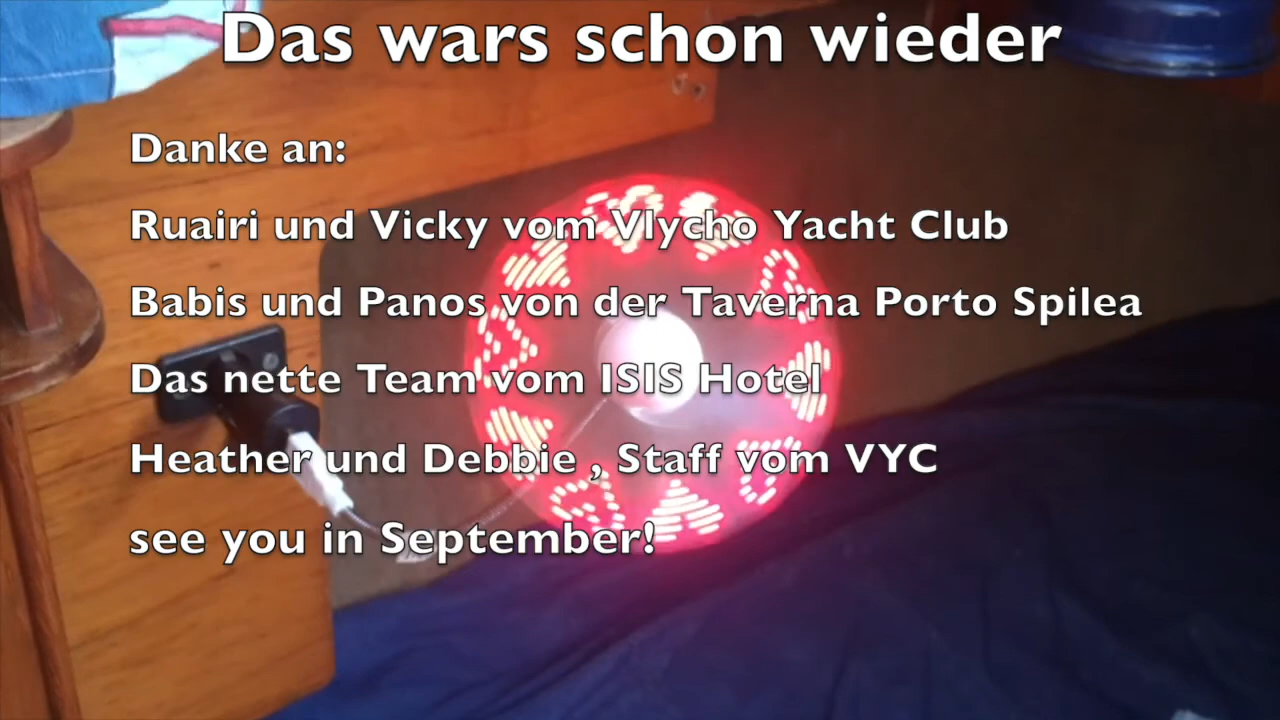 Das wars schon wieder
Danke an:
Ruairi und Vicky vom Vlycho Yacht Club
Babis und Panos von der Taverna Porto Spilea
Das nette Team vom ISIS Hotel
Heather und Debbie , Staff vom VYC
see you in September!